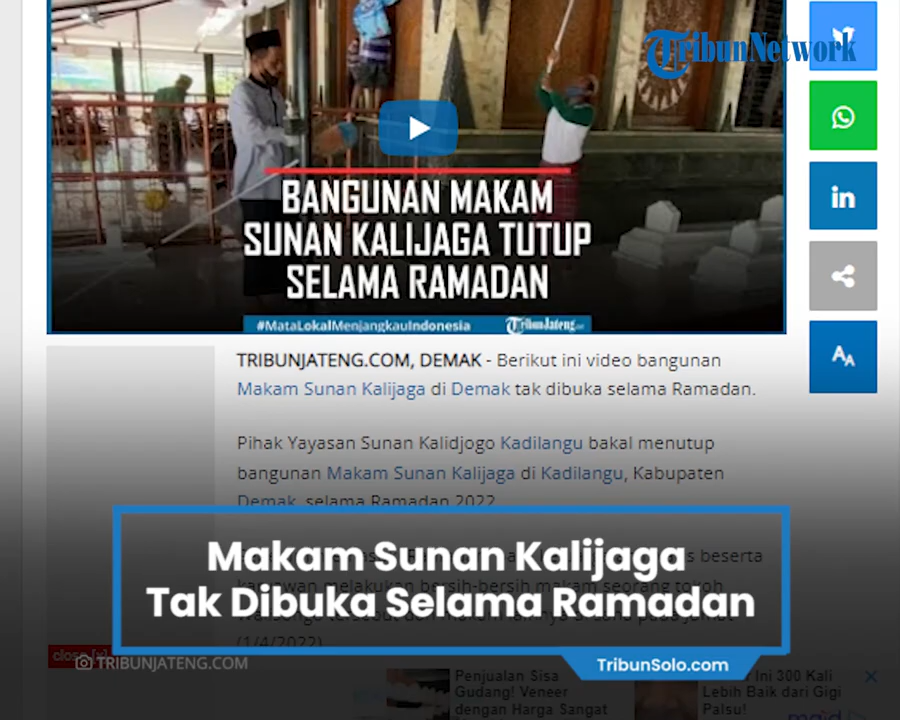 TribunNetwork
BANGUNAN MAKAM
SUNAN KALIJAGA TUTUP
SELAMA RAMADAN
#MataLokalMenjangkauIndonesia
TribunJateng.com
in
AA
TRIBUNJATENG.COM, DEMAK - Berikut ini video bangunan
Makam Sunan Kalijaga di Demak tak dibuka selama Ramadan.
Pihak Yayasan Sunan Kalidjogo Kadilangu bakal menutup
bangunan Makam Sunan Kalijaga di Kadilangu, Kabupaten
Demak, selama Ramadan 2022.
beserta
Makam Sunan Kalijaga
Tak Dibuka Selama Ramadan
(1/4/2022)
close [x]
TRIBUNJATENG.COM
TribunSolo.com
Penjualan Sisa
Gudang! Veneer
dengan Harga Sangat
Ini 300 Kali
Lebih Baik dari Gigi
Palsu!